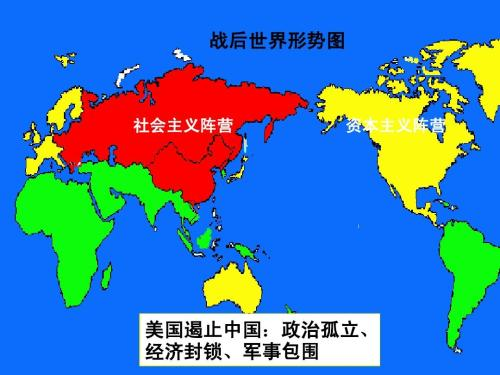 战后世界形势图
社会主义阵营
资本主义阵营
美国遏止中国：政治孤立、
经济封锁、军事包围